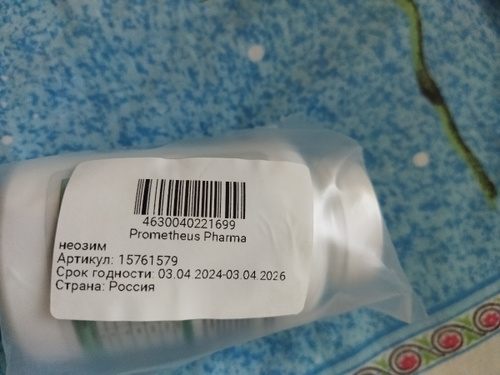 4630040221699
Prometheus Pharma
неозим
Артикул: 15761579
Срок годности: 03.04.2024-03.04.2026
Страна: Россия